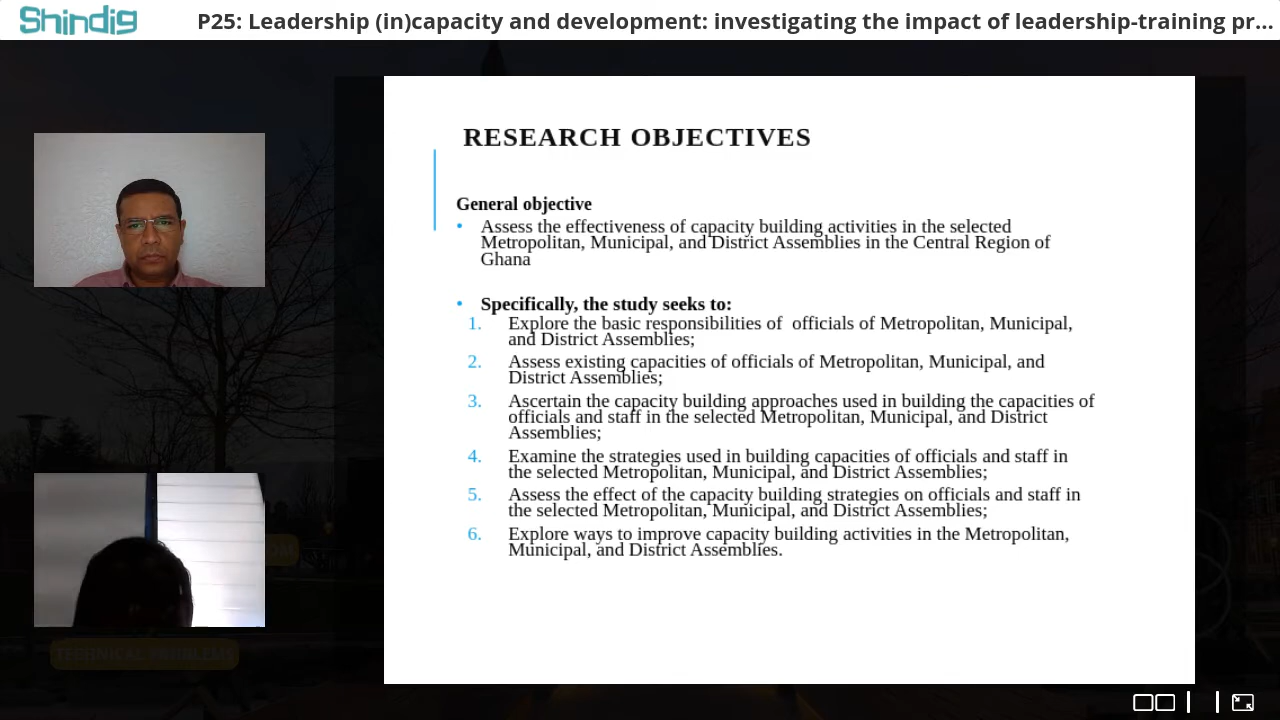 Shindig
P25: Leadership (in)capacity and development: investigating the impact of leadership-training pr...
RESEARCH OBJECTIVES
General objective
• Assess the effectiveness of capacity building activities in the selected
Metropolitan, Municipal, and District Assemblies in the Central Region of
Ghana
• Specifically, the study seeks to:
1. Explore the basic responsibilities of officials of Metropolitan, Municipal,
and District Assemblies;
2. Assess existing capacities of officials of Metropolitan, Municipal, and
District Assemblies;
3. Ascertain the capacity building approaches used in building the capacities of
officials and staff in the selected Metropolitan, Municipal, and District
Assemblies;
4. Examine the strategies used in building capacities of officials and staff in
the selected Metropolitan, Municipal, and District Assemblies;
5. Assess the effect of the capacity building strategies on officials and staff in
the selected Metropolitan, Municipal, and District Assemblies;
6. Explore ways to improve capacity building activities in the Metropolitan,
Municipal, and District Assemblies.
TECHNICAL PROBLEMS